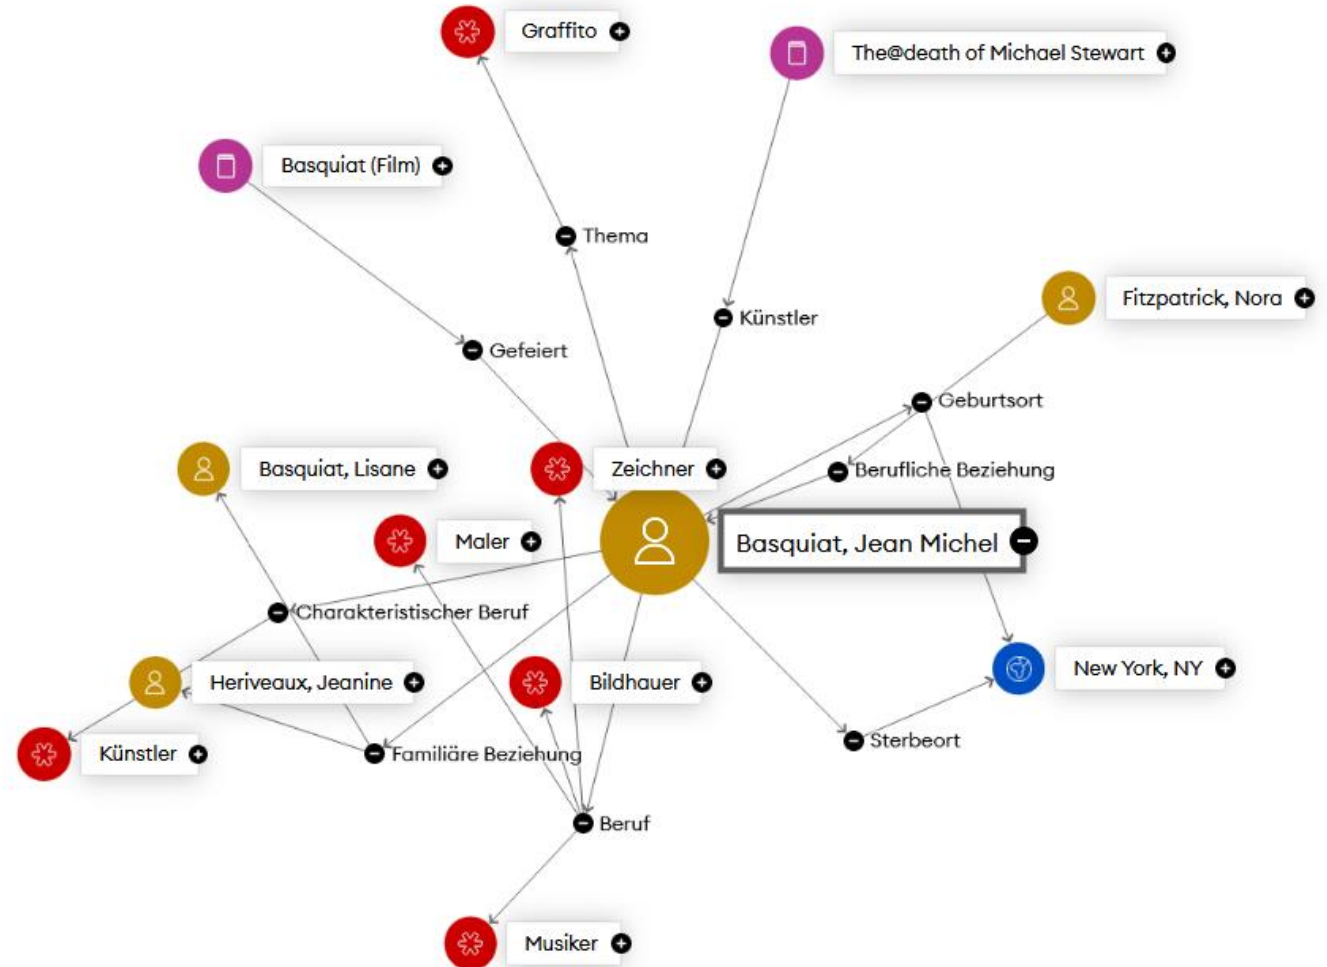 Graffito
The@death of Michael Stewart
Basquiat (Film)
Thema
Fitzpatrick, Nora
Künstler
Gefeiert
Geburtsort
Basquiat, Lisane
Zeichner
Berufliche Beziehung
Maler
Basquiat, Jean Michel
Charakteristischer Beruf
Heriveaux, Jeanine
Bildhauer
New York, NY
Künstler
Familiäre Beziehung
Sterbeort
Beruf
Musiker